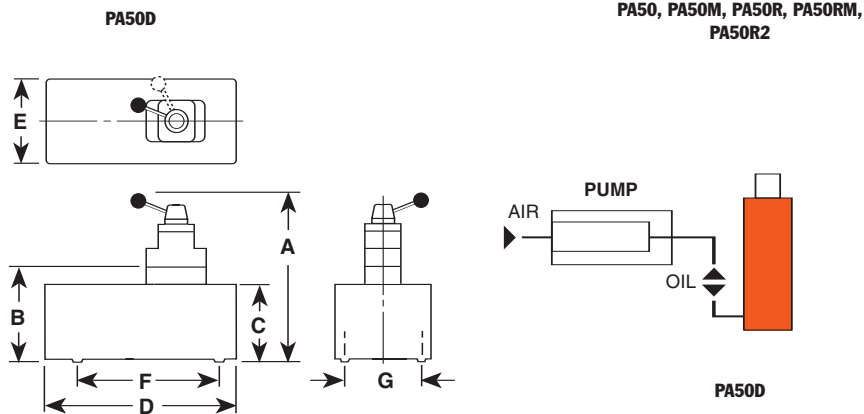 PA50D
PA50, PA50M, PA50R, PA50RM,
PA50R2
E
A
B
C
F
D
G
PUMP
AIR
OIL
PA50D